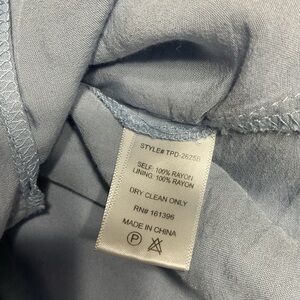 STYLE# TPD-2625B
SELF: 100% RAYON
LINING: 100% RAYON
DRY CLEAN ONLY
RN# 161396
MADE IN CHINA
P